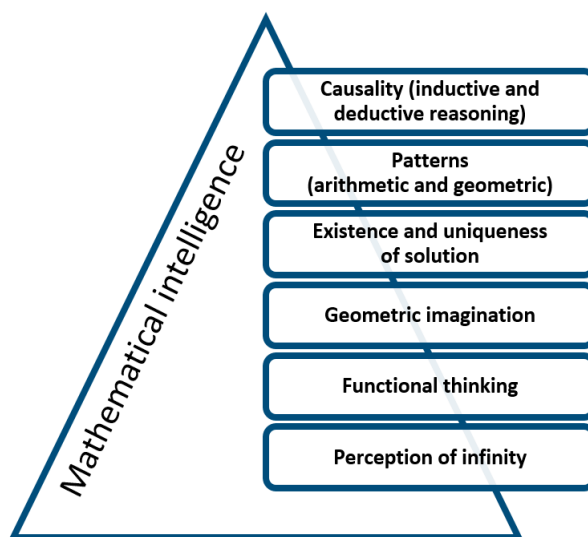 Mathematical intelligence
Causality (inductive and
deductive reasoning)
Patterns
(arithmetic and geometric)
Existence and uniqueness
of solution
Geometric imagination
Functional thinking
Perception of infinity